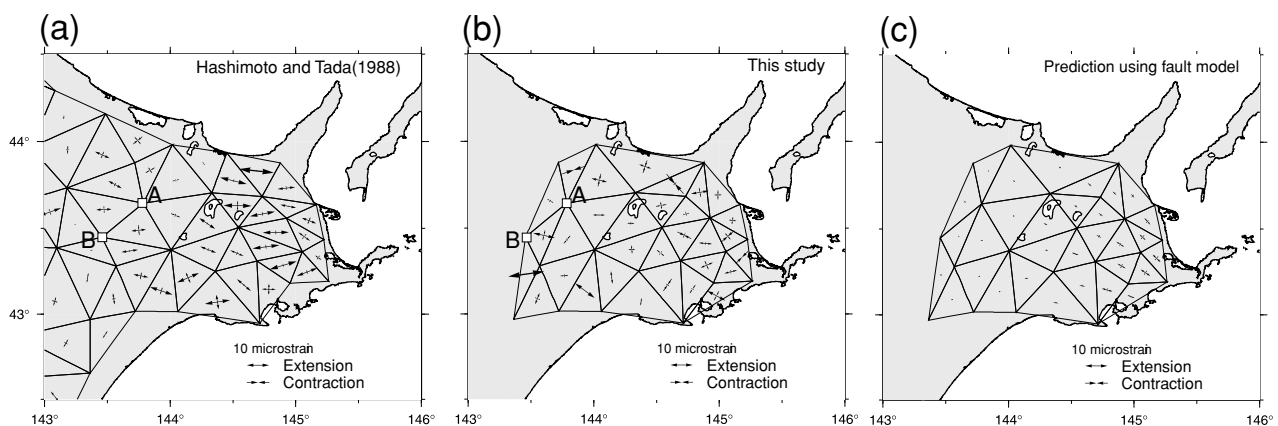 (a)
(b)
(c)
Hashimoto and Tada(1988)
This study
Prediction using fault model
44°
43°
A
B
A
B
10 microstrain
Extension
Contraction
10 microstrain
Extension
Contraction
10 microstrain
Extension
Contraction
143° 144° 145° 146°
143° 144° 145° 146°
143° 144° 145° 146°